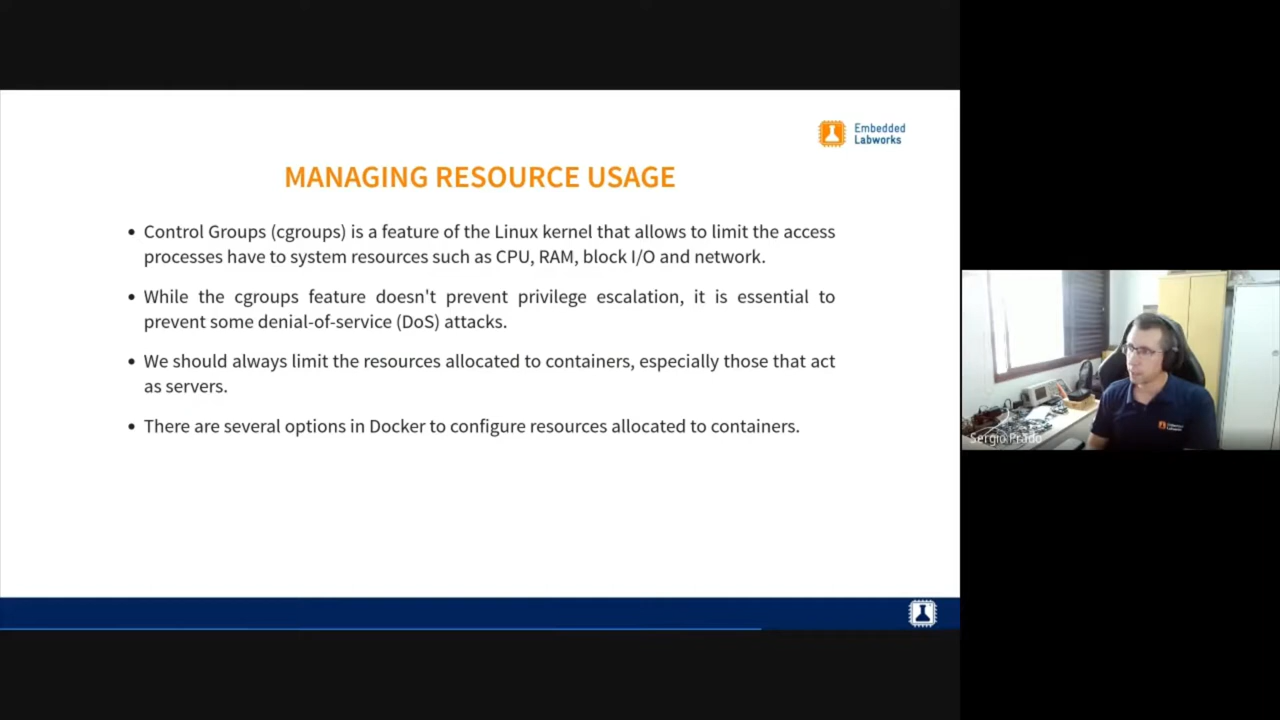 Embedded
Labworks
MANAGING RESOURCE USAGE
Control Groups (cgroups) is a feature of the Linux kernel that allows to limit the access
processes have to system resources such as CPU, RAM, block I/O and network.
While the cgroups feature doesn't prevent privilege escalation, it is essential to
prevent some denial-of-service (DoS) attacks.
We should always limit the resources allocated to containers, especially those that act
as servers.
There are several options in Docker to configure resources allocated to containers.
Sergio Prado
Embedded
Labworks